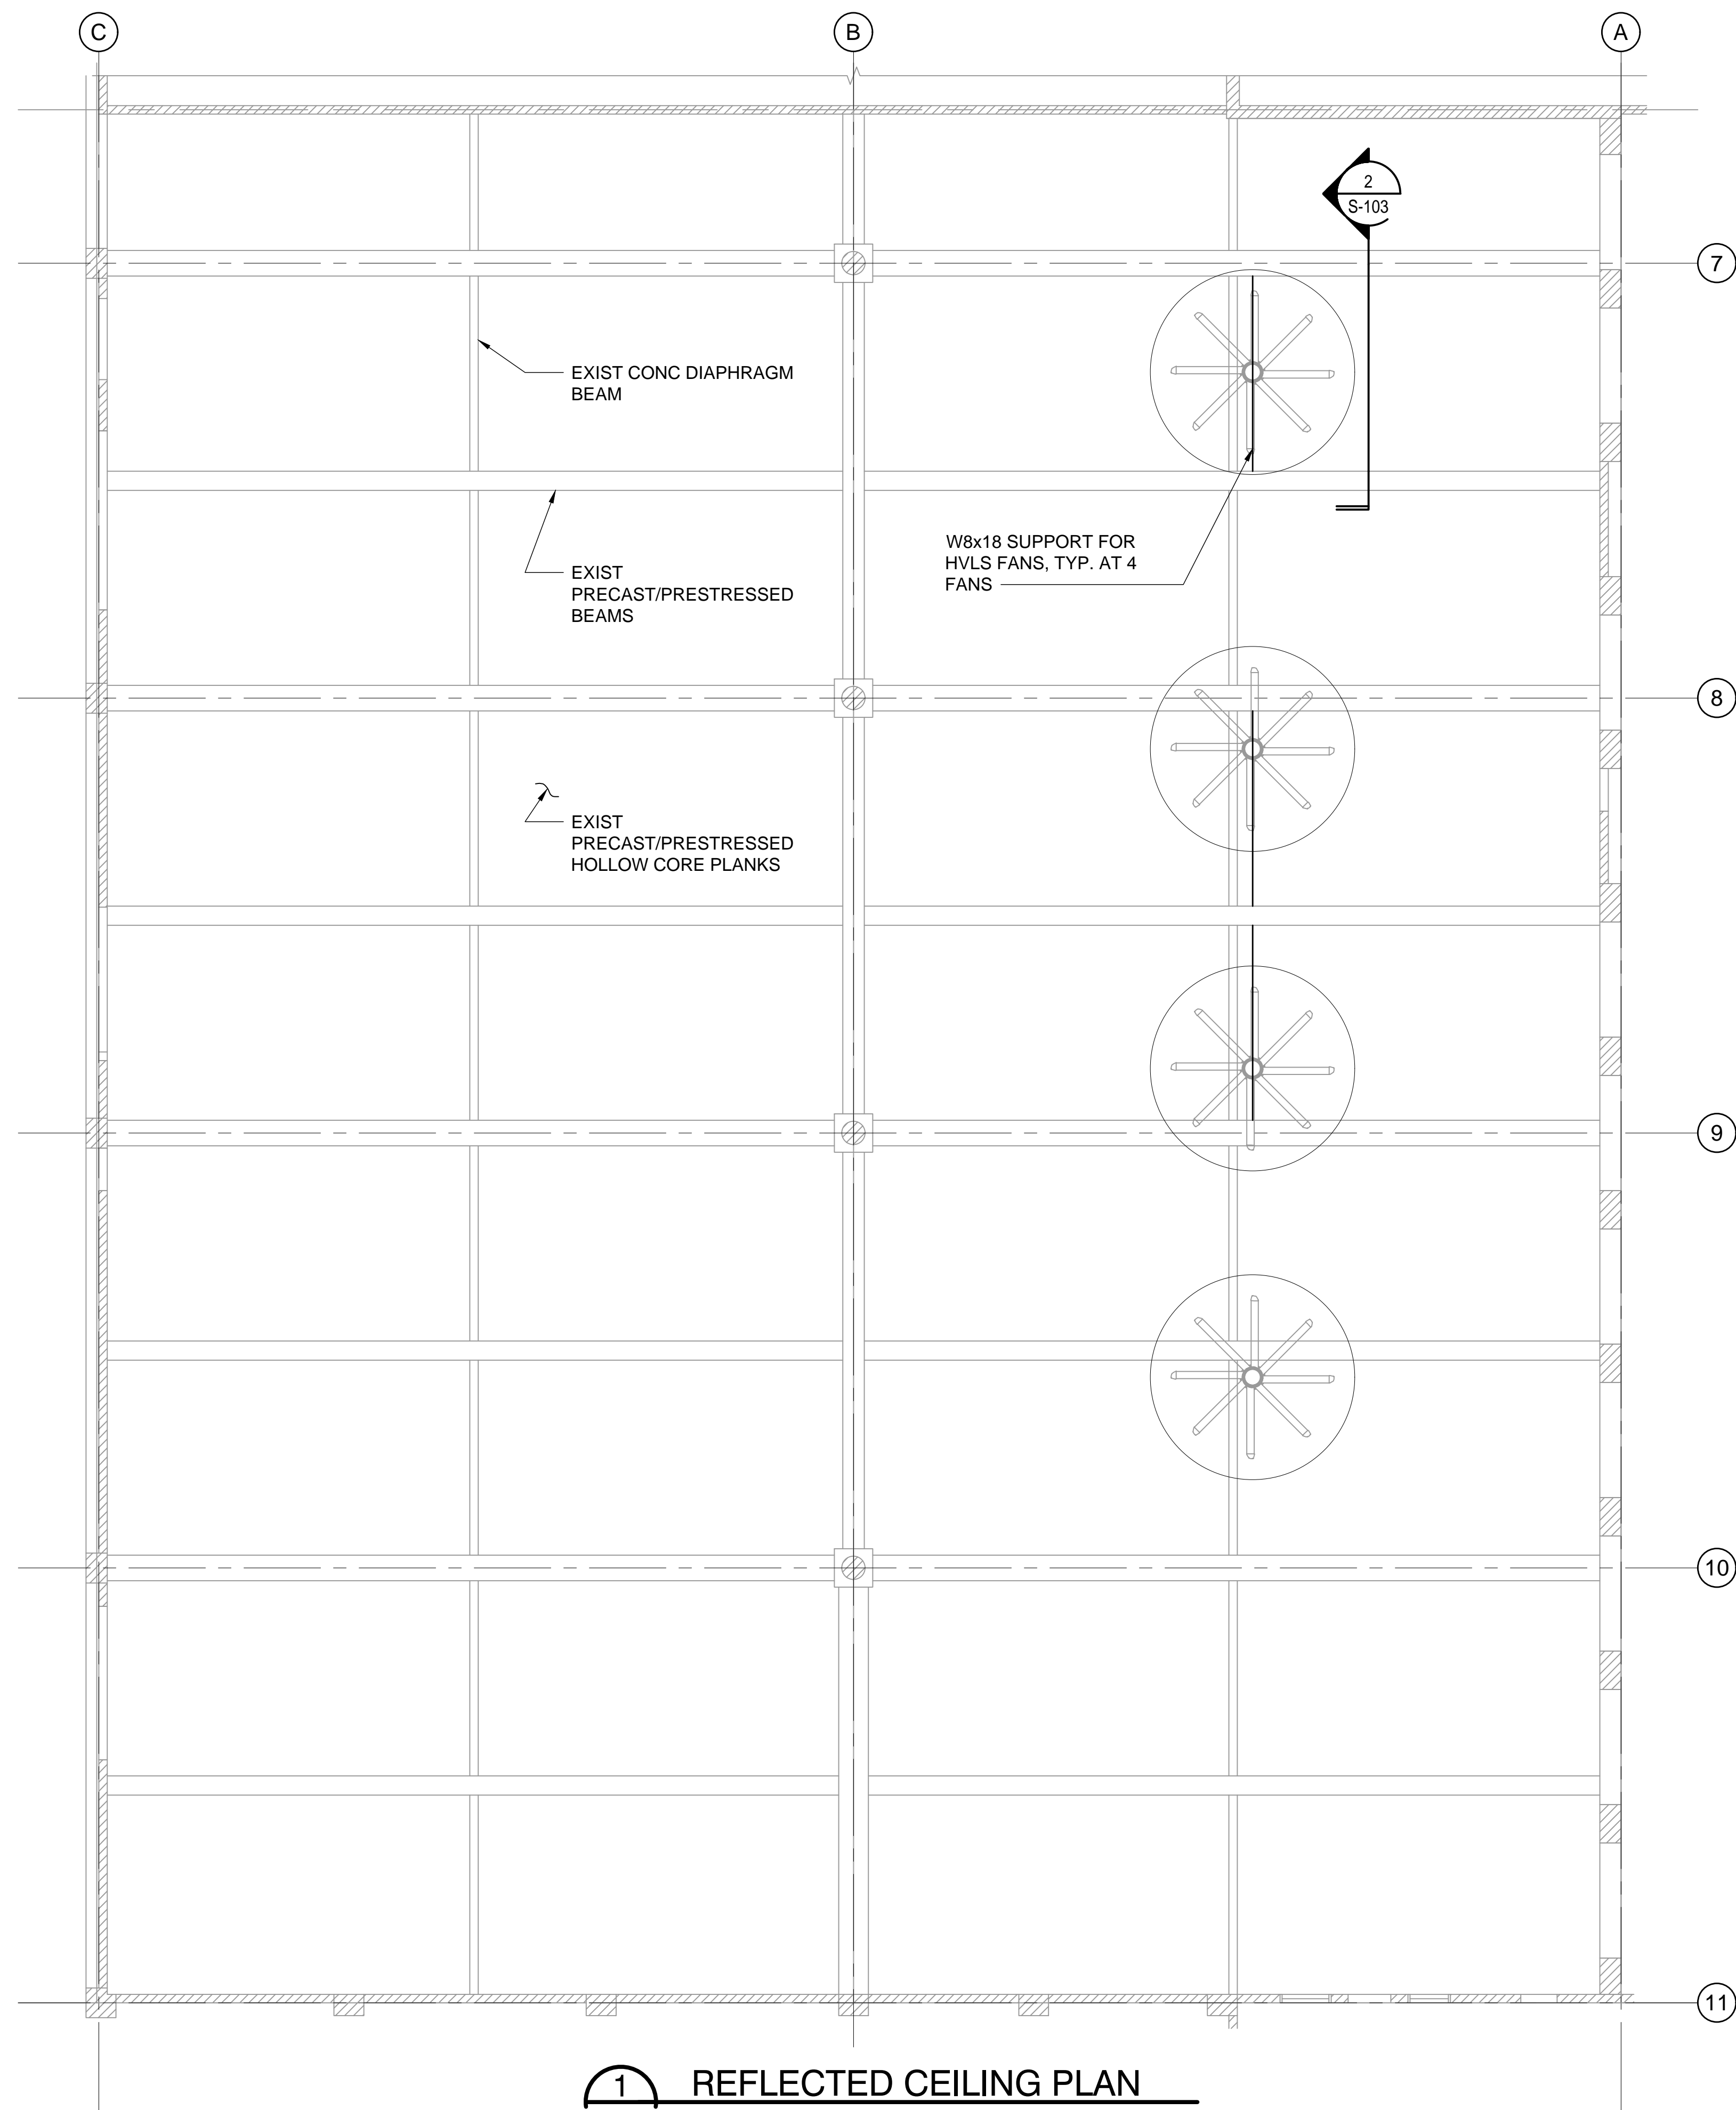 C
B
A
2
S-103
7
EXIST CONC DIAPHRAGM
BEAM
W8x18 SUPPORT FOR
HVLS FANS, TYP. AT 4
FANS
EXIST
PRECAST/PRESTRESSED
BEAMS
8
EXIST
PRECAST/PRESTRESSED
HOLLOW CORE PLANKS
9
10
11
1 REFLECTED CEILING PLAN